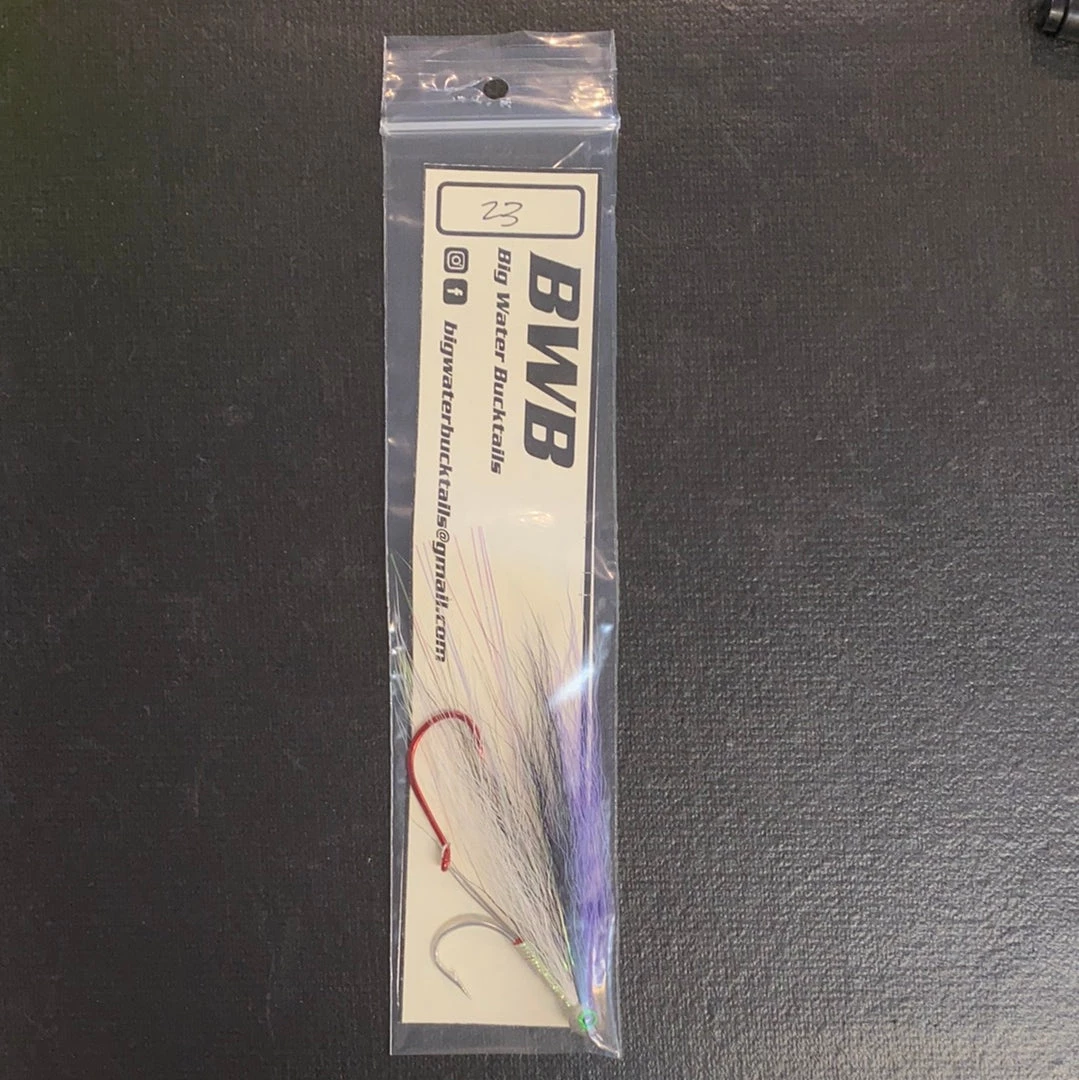 23
BWB
Big Water Bucktails
bigwaterbucktails@gmail.com